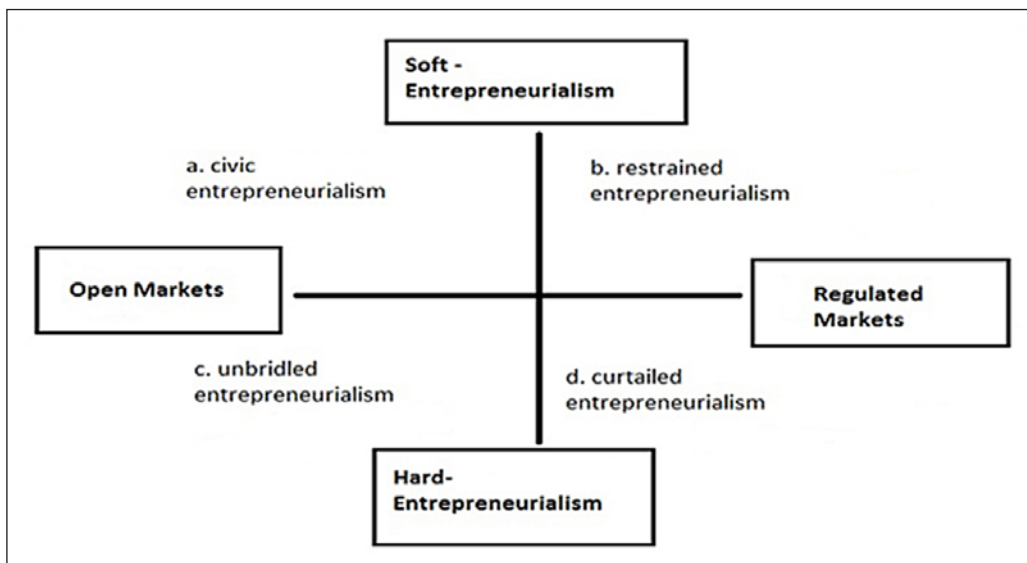 Soft -
Entrepreneurialism
a. civic
entrepreneurialism
b. restrained
entrepreneurialism
Open Markets
Regulated
Markets
c. unbridled
entrepreneurialism
d. curtailed
entrepreneurialism
Hard-
Entrepreneurialism